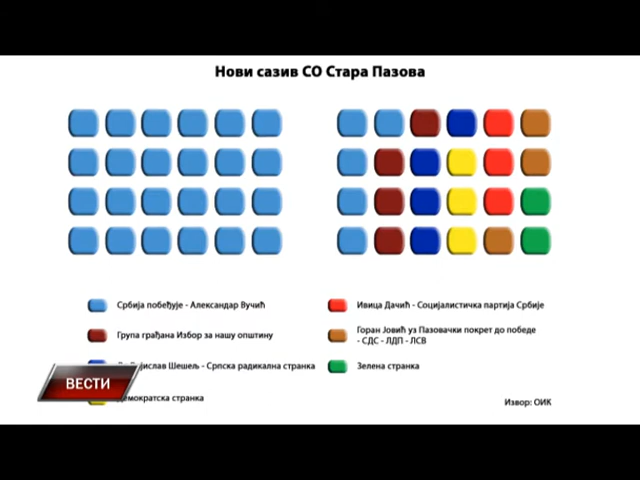 Нови сазив СО Стара Пазова
Србија побеђује - Александар Вучић
Група грађана Избор за нашу општину
Шешељ - Српска радикална странка
странка
Ивица Дачић - Социјалистичка партија Србије
Горан Јовић уз Пазовачки покрет до победе
- СДС - ЛДП - ЛСВ
Зелена странка
ВЕСТИ
Извор: ОИК